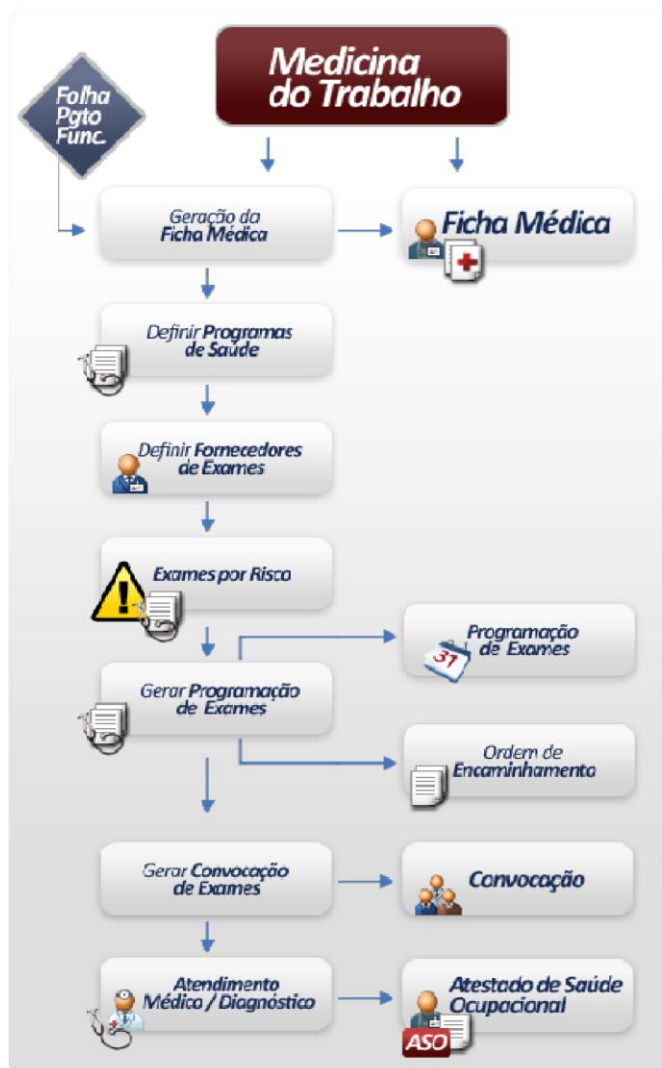 Medicina
do Trabalho
Folha
Pgto
Func.
Geração da
Ficha Médica
Ficha Médica
Definir Programas
de Saúde
Definir Fornecedores
de Exames
Exames por Risco
Programação
de Exames
31
Gerar Programação
de Exames
Ordem de
Encaminhamento
Gerar Convocação
de Exames
Convocação
Atendimento
Médico / Diagnóstico
Atestado de Saúde
Ocupacional
ASO